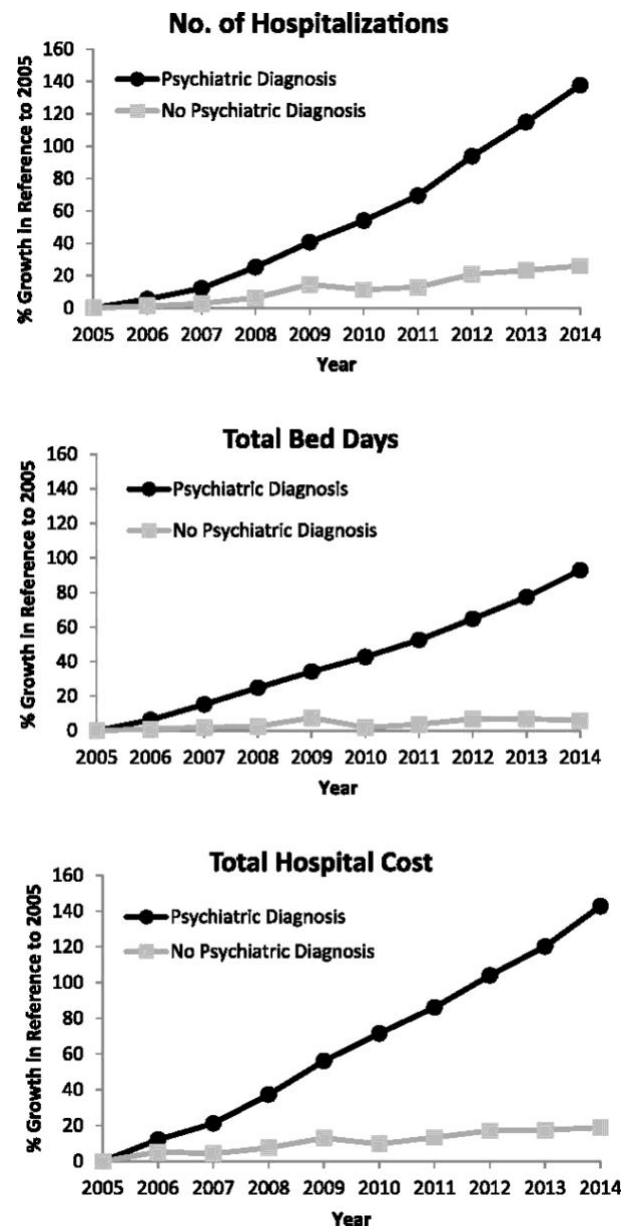 No. of Hospitalizations
160
140
120
100
80
60
40
20
0
% Growth in Reference to 2005
Psychiatric Diagnosis
No Psychiatric Diagnosis
2005 2006 2007 2008 2009 2010 2011 2012 2013 2014
Year
Total Bed Days
160
140
120
100
80
60
40
20
0
% Growth in Reference to 2005
Psychiatric Diagnosis
No Psychiatric Diagnosis
2005 2006 2007 2008 2009 2010 2011 2012 2013 2014
Year
Total Hospital Cost
160
140
120
100
80
60
40
20
0
% Growth in Reference to 2005
Psychiatric Diagnosis
No Psychiatric Diagnosis
2005 2006 2007 2008 2009 2010 2011 2012 2013 2014
Year